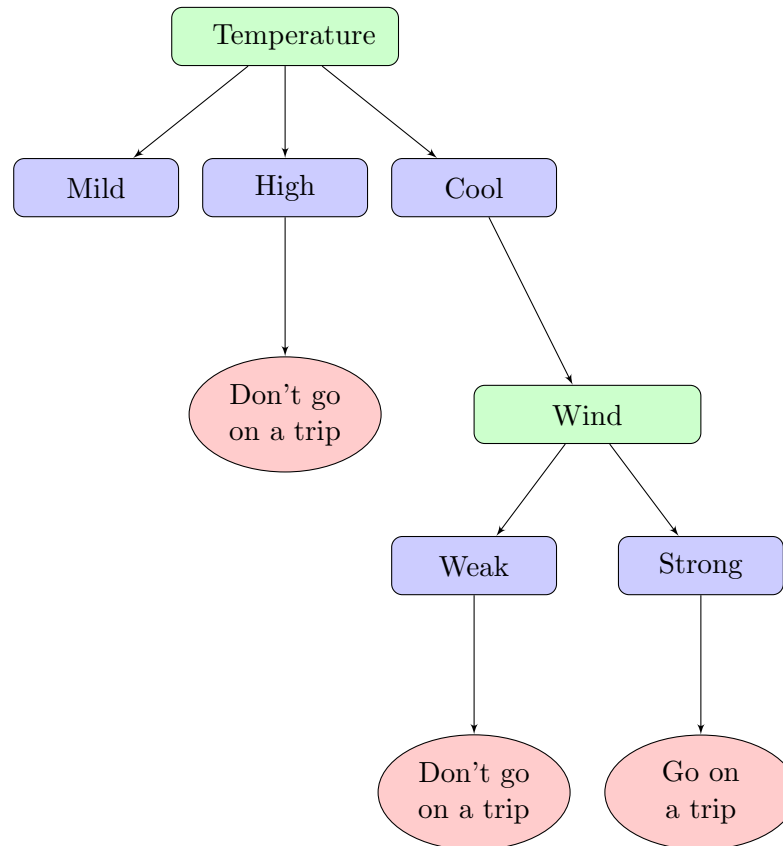 Temperature
Mild
High
Cool
Don't go
on a trip
Wind
Weak
Strong
Don't go
on a trip
Go on
a trip